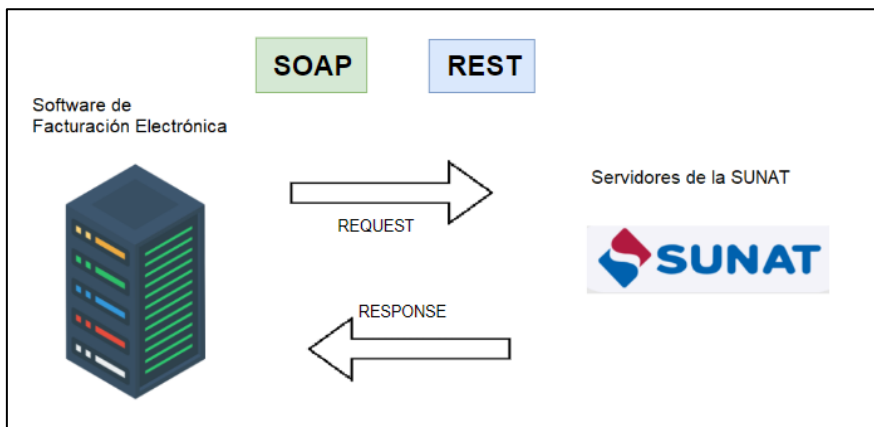 SOAP
REST
Software de
Facturación Electrónica
Servidores de la SUNAT
REQUEST
SUNAT
RESPONSE